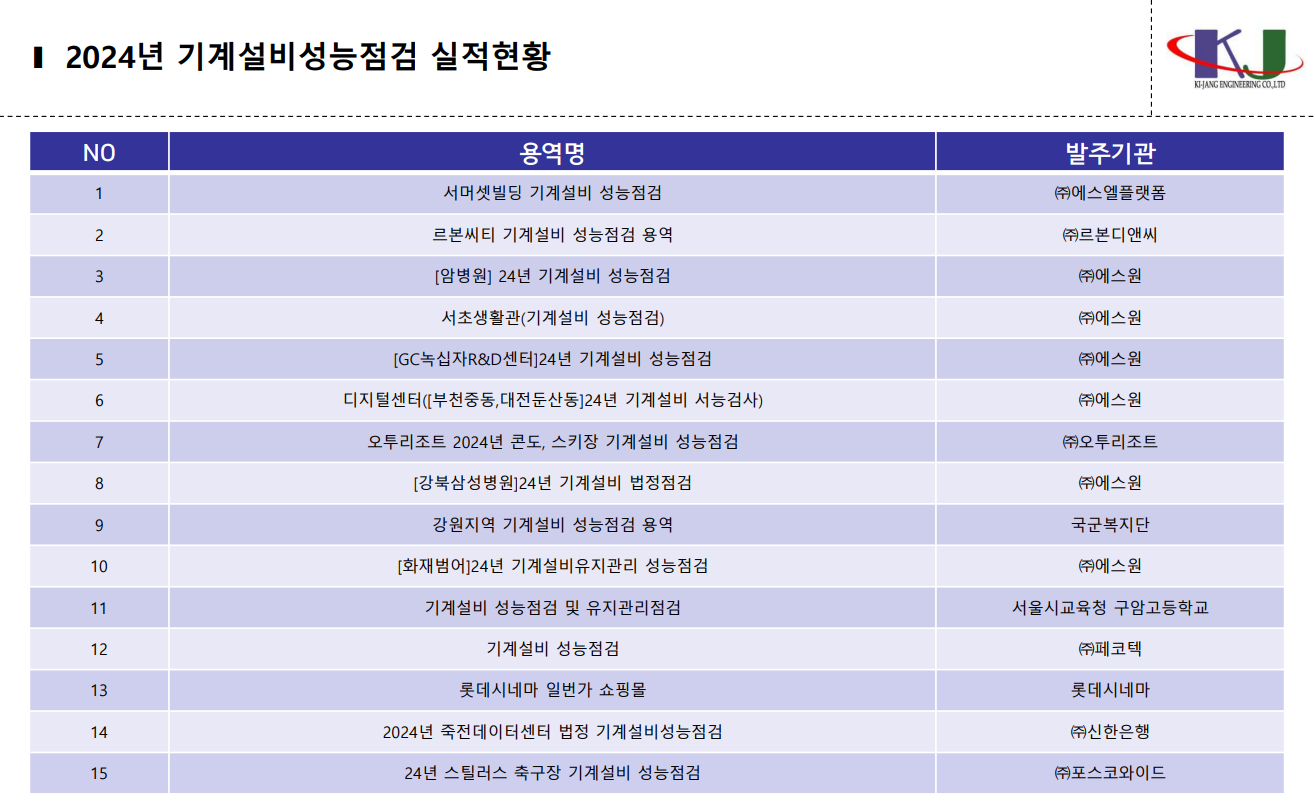 2024년 기계설비성능점검 실적현황
KJ
KI-JANG ENGINEERING CO.,LTD
NO 용역명 발주기관
1 서머셋빌딩 기계설비 성능점검 ㈜에스엘플랫폼
2 르본씨티 기계설비 성능점검 용역 ㈜르본디앤씨
3 [암병원] 24년 기계설비 성능점검 ㈜에스원
4 서초생활관(기계설비 성능점검) ㈜에스원
5 [GC녹십자R&D센터]24년 기계설비 성능점검 ㈜에스원
6 디지털센터([부천중동,대전둔산동]24년 기계설비 서능검사) ㈜에스원
7 오투리조트 2024년 콘도, 스키장 기계설비 성능점검 ㈜오투리조트
8 [강북삼성병원]24년 기계설비 법정점검 ㈜에스원
9 강원지역 기계설비 성능점검 용역 국군복지단
10 [화재범어]24년 기계설비유지관리 성능점검 ㈜에스원
11 기계설비 성능점검 및 유지관리점검 서울시교육청 구암고등학교
12 기계설비 성능점검 ㈜페코텍
13 롯데시네마 일번가 쇼핑몰 롯데시네마
14 2024년 죽전데이터센터 법정 기계설비성능점검 ㈜신한은행
15 24년 스틸러스 축구장 기계설비 성능점검 ㈜포스코와이드